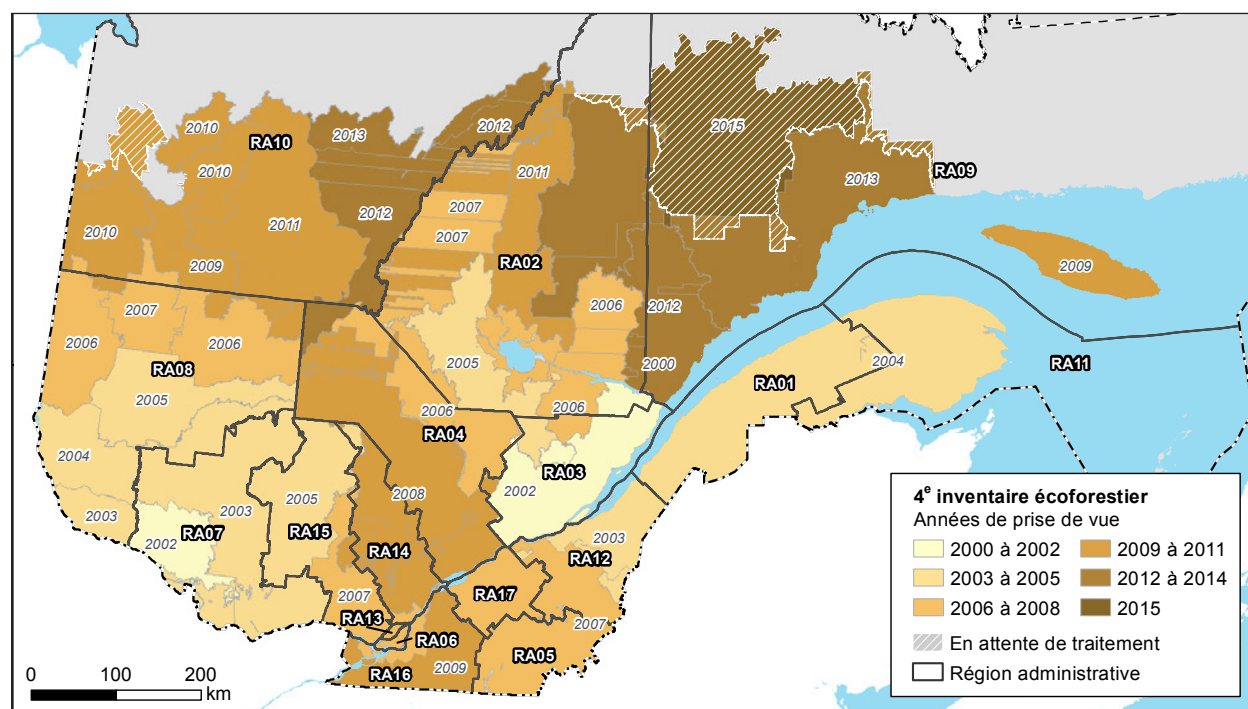 2010
RA10
2013
2012
2015
2010
2011
2013
RA09
2007
2012
2010
2011
2007
RA02
2009
2009
2007
2006
2012
2006
2006
2000
2004
RA11
RA08
2005
RA01
2005
2006
2006
RA04
RA03
2004
2002
2005
2008
2003
2003
RA15
2003
RA07
RA14
RA12
2002
RA17
2007
2007
RA13
RA06
RA05
RA16
2009
4e inventaire écoforestier
Années de prise de vue
2000 à 2002
2009 à 2011
2003 à 2005
2012 à 2014
2006 à 2008
2015
En attente de traitement
Région administrative
0 100 200
km